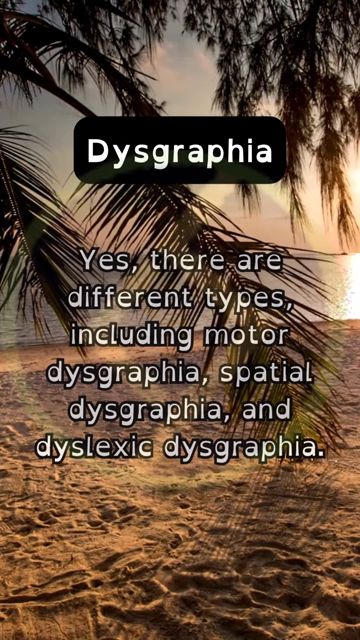 Dysgraphia
Yes, there are
different types,
including motor
dysgraphia, spatial
dysgraphia, and
dyslexic dysgraphia.